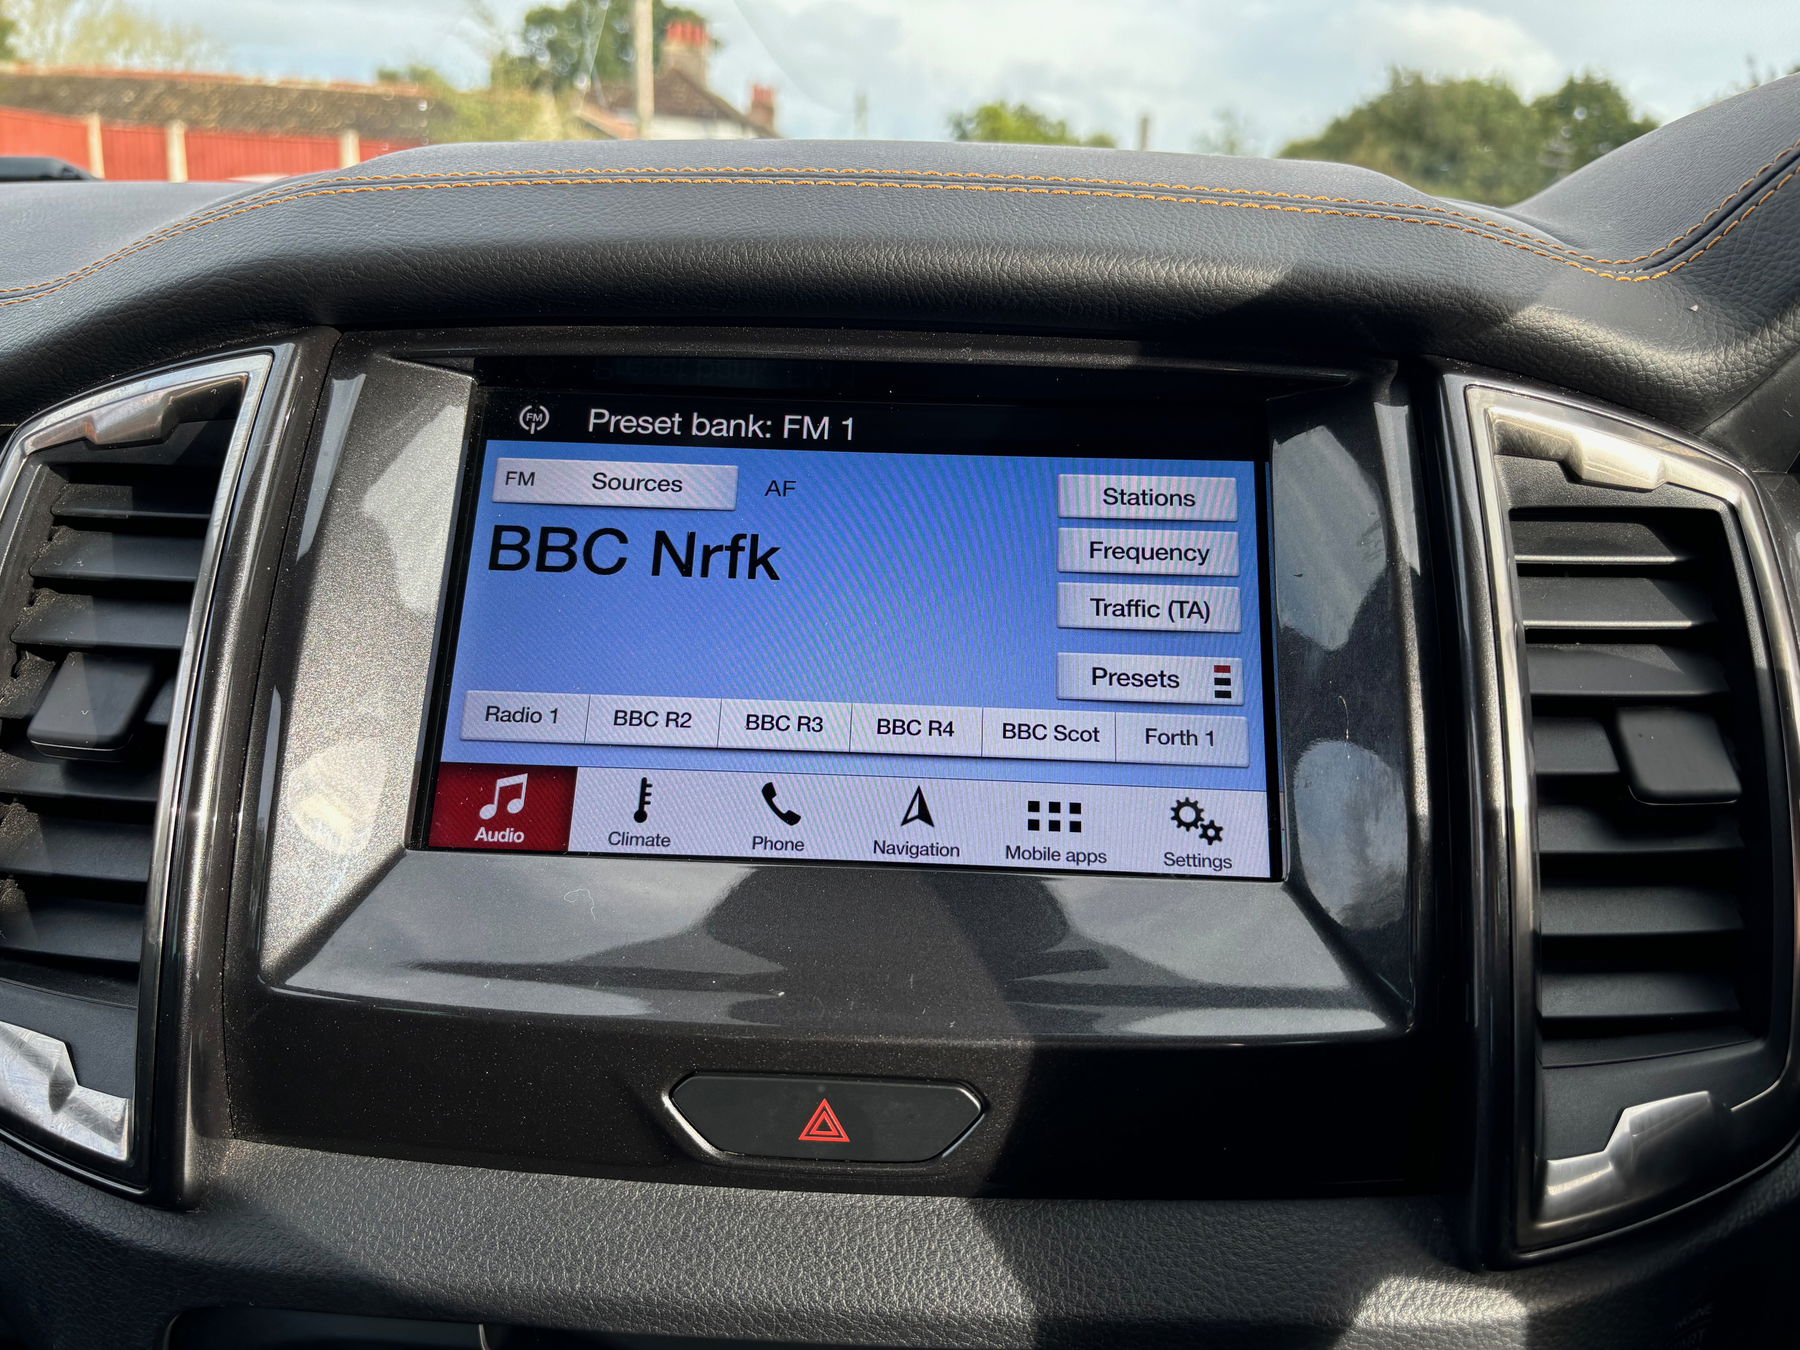 FM
Preset bank: FM 1
FM Sources AF
Stations
BBC Nrfk
Frequency
Traffic (TA)
Presets
Radio 1 BBC R2 BBC R3 BBC R4 BBC Scot Forth 1
Audio Climate Phone Navigation Mobile apps Settings